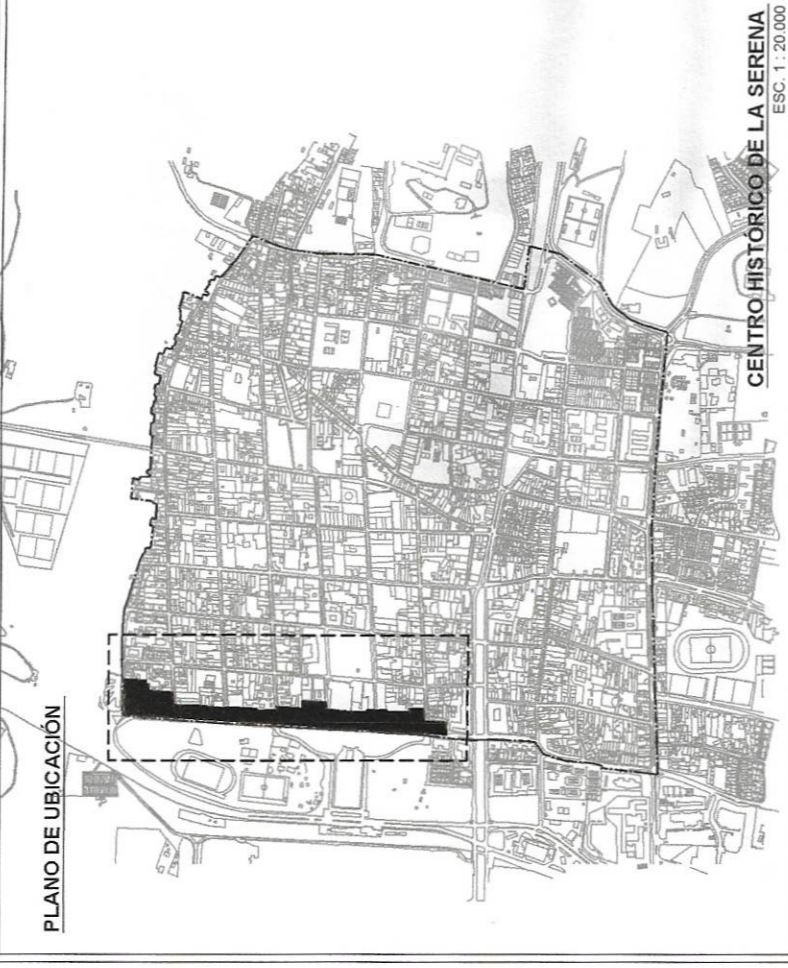 PLANO DE UBICACIÓN
CENTRO HISTÓRICO DE LA SERENA
ESC. 1 : 20.000